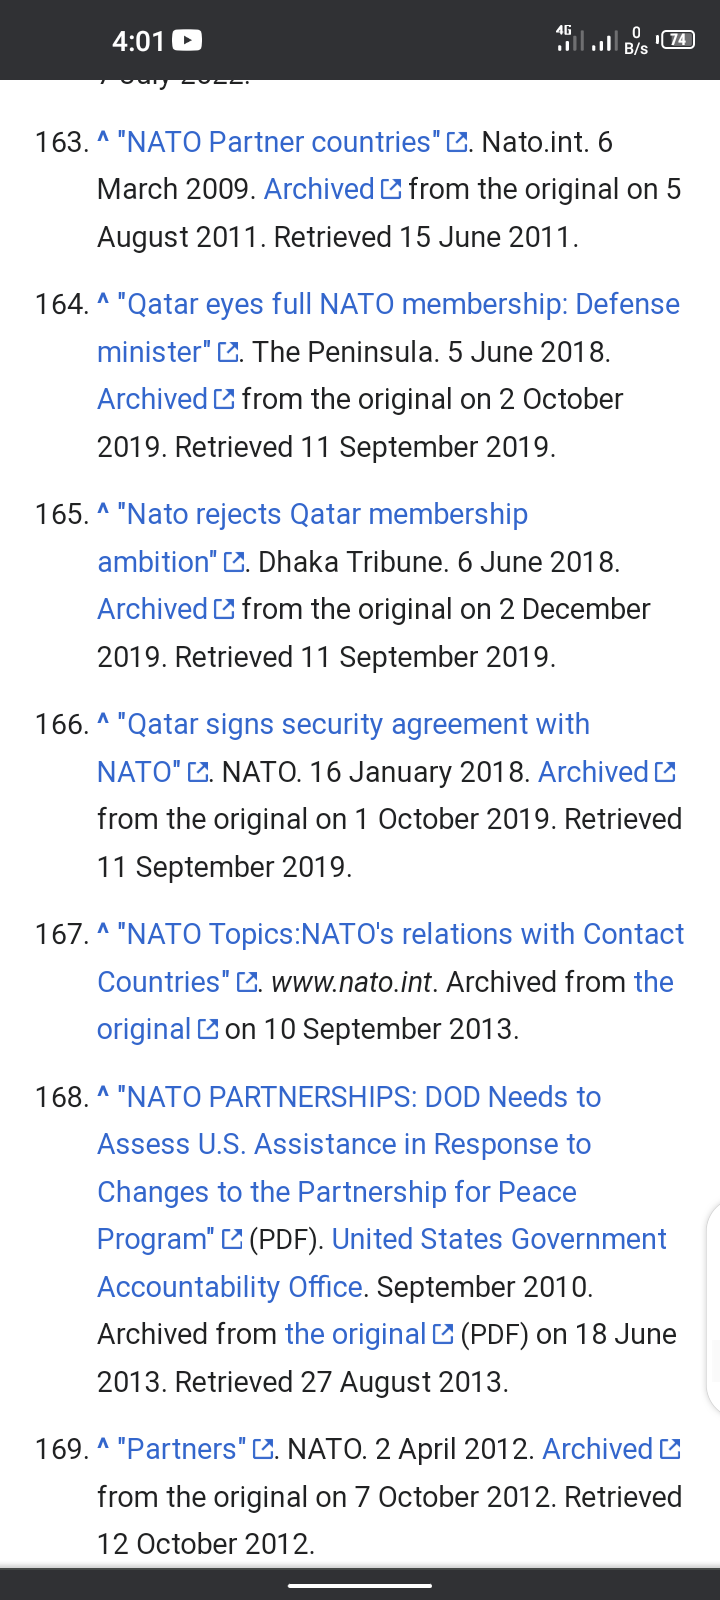 4:01
4G
0
B/s
74
7 July 2022.
163. ^ "NATO Partner countries". Nato.int. 6
March 2009. Archived from the original on 5
August 2011. Retrieved 15 June 2011.
164. ^ "Qatar eyes full NATO membership: Defense
minister". The Peninsula. 5 June 2018.
Archived from the original on 2 October
2019. Retrieved 11 September 2019.
165. ^ "Nato rejects Qatar membership
ambition". Dhaka Tribune. 6 June 2018.
Archived from the original on 2 December
2019. Retrieved 11 September 2019.
166. ^ "Qatar signs security agreement with
NATO". NATO. 16 January 2018. Archived
from the original on 1 October 2019. Retrieved
11 September 2019.
167. ^ "NATO Topics:NATO's relations with Contact
Countries". www.nato.int. Archived from the
original on 10 September 2013.
168. ^ "NATO PARTNERSHIPS: DOD Needs to
Assess U.S. Assistance in Response to
Changes to the Partnership for Peace
Program" (PDF). United States Government
Accountability Office. September 2010.
Archived from the original (PDF) on 18 June
2013. Retrieved 27 August 2013.
169. ^ "Partners". NATO. 2 April 2012. Archived
from the original on 7 October 2012. Retrieved
12 October 2012.